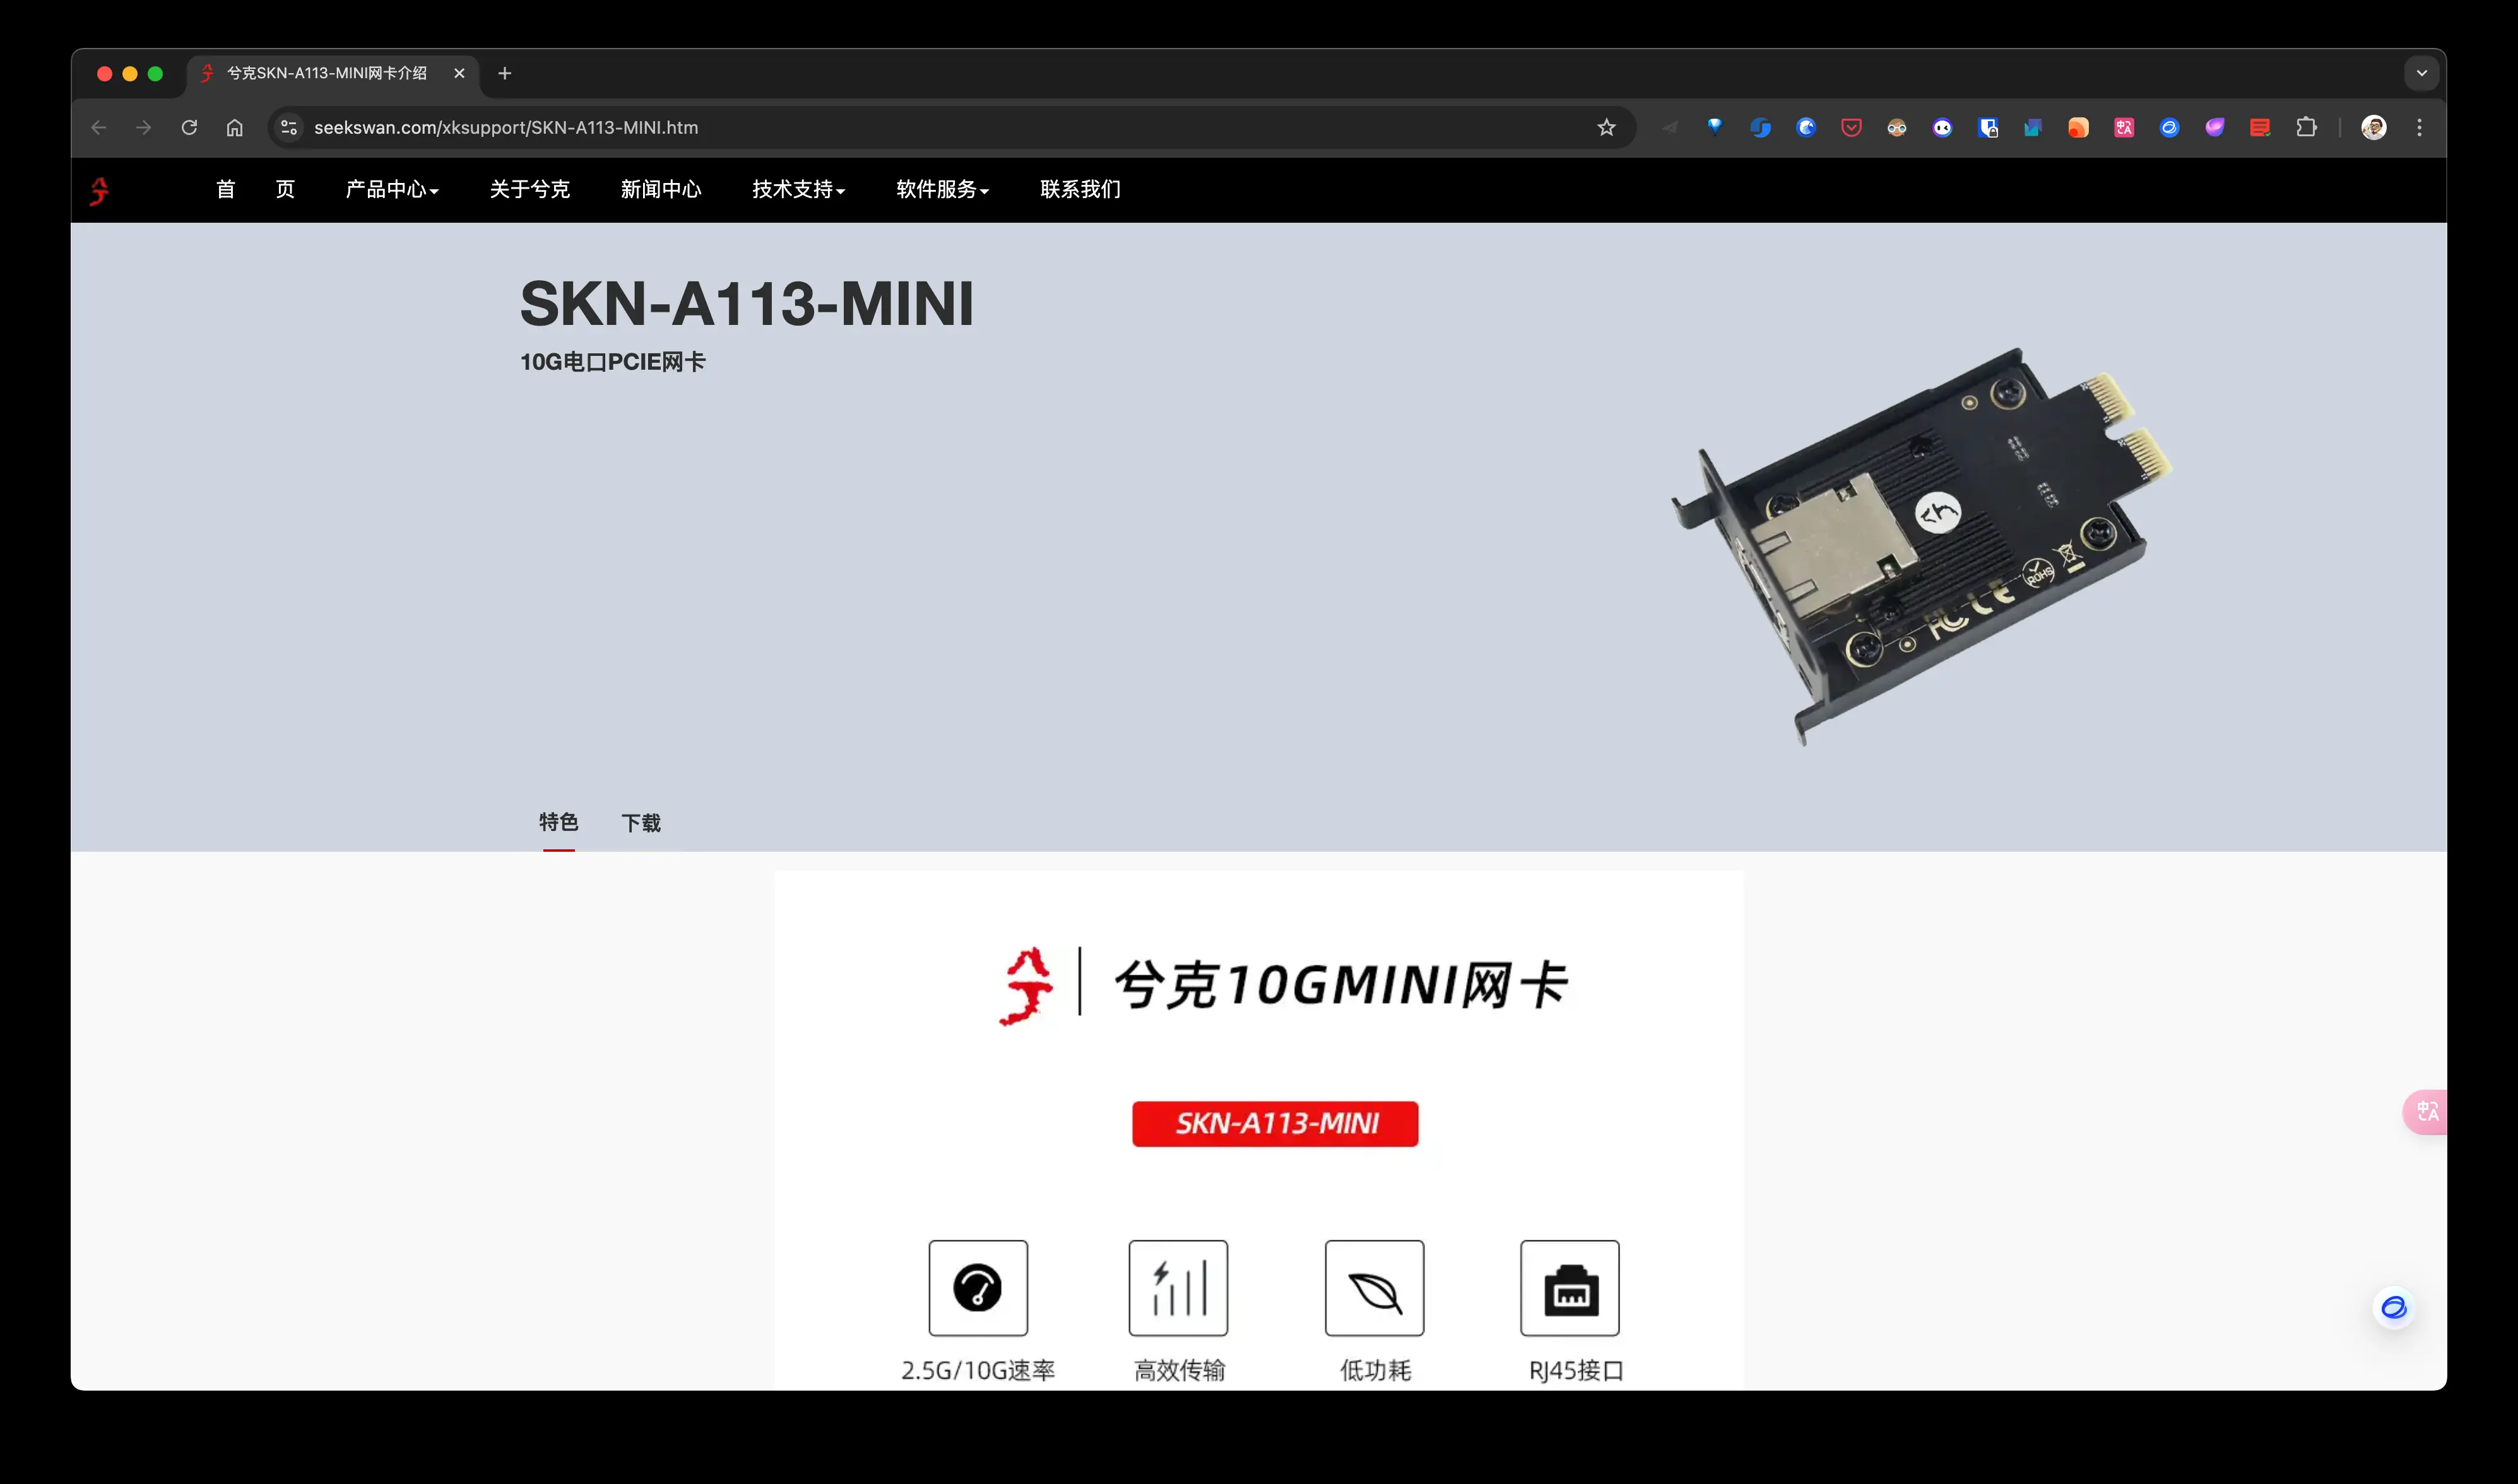 兮克SKN-A113-MINI网卡介绍
seekswan.com/xksupport/SKN-A113-MINI.htm
首 页 产品中心 关于兮克 新闻中心 技术支持 软件服务 联系我们
SKN-A113-MINI
10G电口PCIE网卡
FC CE ROHS
特色 下载
兮克10GMINI网卡
SKN-A113-MINI
2.5G/10G速率 高效传输 低功耗 RJ45接口